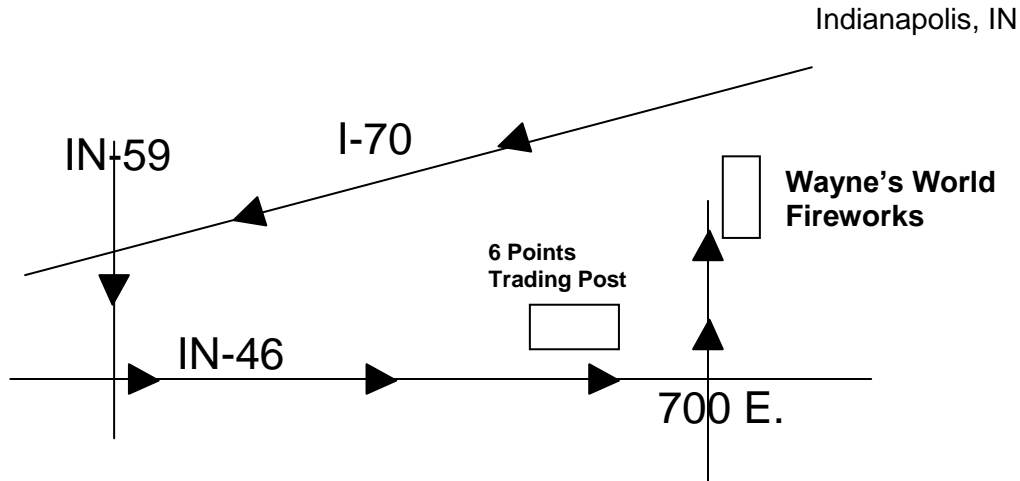 Indianapolis, IN
I-70
IN-59
Wayne's World
Fireworks
6 Points
Trading Post
IN-46
700 E.